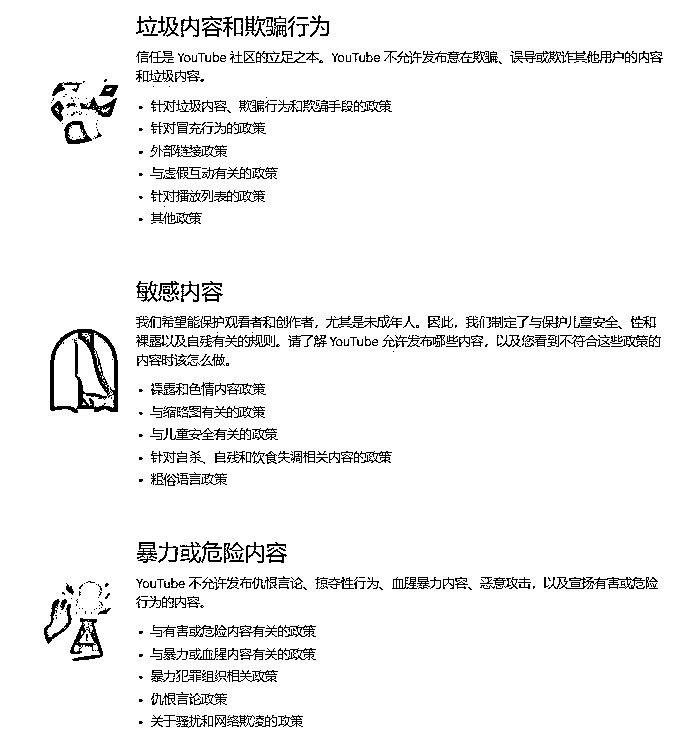 垃圾内容和欺骗行为
信任是 YouTube 社区的立足之本。YouTube 不允许发布意在欺骗、误导或欺诈其他用户的内容
和垃圾内容。
• 针对垃圾内容、欺骗行为和欺骗手段的政策
• 针对冒充行为的政策
• 外部链接政策
• 与虚假互动有关的政策
• 针对播放列表的政策
• 其他政策
敏感内容
我们希望能保护观看者和创作者，尤其是未成年人。因此，我们制定了与保护儿童安全、性和
裸露以及自残有关的规则。请了解 YouTube 允许发布哪些内容，以及您看到不符合这些政策的
内容时该怎么做。
• 裸露和色情内容政策
• 与缩略图有关的政策
• 与儿童安全有关的政策
• 针对自杀、自残和饮食失调相关内容的政策
• 粗俗语言政策
暴力或危险内容
YouTube 不允许发布仇恨言论、掠夺性行为、血腥暴力内容、恶意攻击，以及宣扬有害或危险
行为的内容。
• 与有害或危险内容有关的政策
• 与暴力或血腥内容有关的政策
• 暴力犯罪组织相关政策
• 仇恨言论政策
• 关于骚扰和网络欺凌的政策